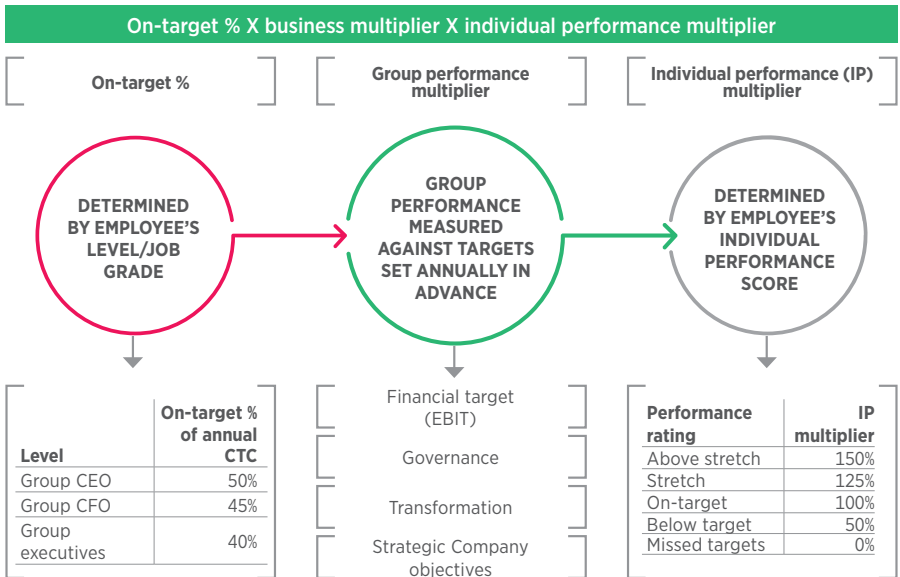 On-target % X business multiplier X individual performance multiplier
On-target %
Group performance
multiplier
Individual performance (IP)
multiplier
DETERMINED
BY EMPLOYEE'S
LEVEL/JOB
GRADE
GROUP
PERFORMANCE
MEASURED
AGAINST TARGETS
SET ANNUALLY IN
ADVANCE
DETERMINED
BY EMPLOYEE'S
INDIVIDUAL
PERFORMANCE
SCORE
On-target %
of annual
Level CTC
Group CEO 50%
Group CFO 45%
Group
executives 40%
Financial target
(EBIT)
Governance
Transformation
Strategic Company
objectives
Performance IP
rating multiplier
Above stretch 150%
Stretch 125%
On-target 100%
Below target 50%
Missed targets 0%